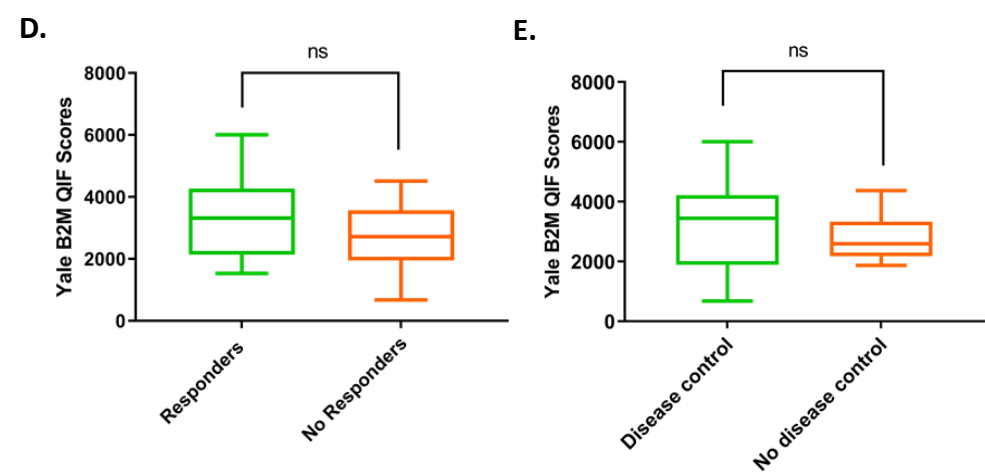 D.
ns
Yale B2M QIF Scores
8000
6000
4000
2000
0
Responders
No Responders
E.
ns
Yale B2M QIF Scores
8000
6000
4000
2000
0
Disease control
No disease control